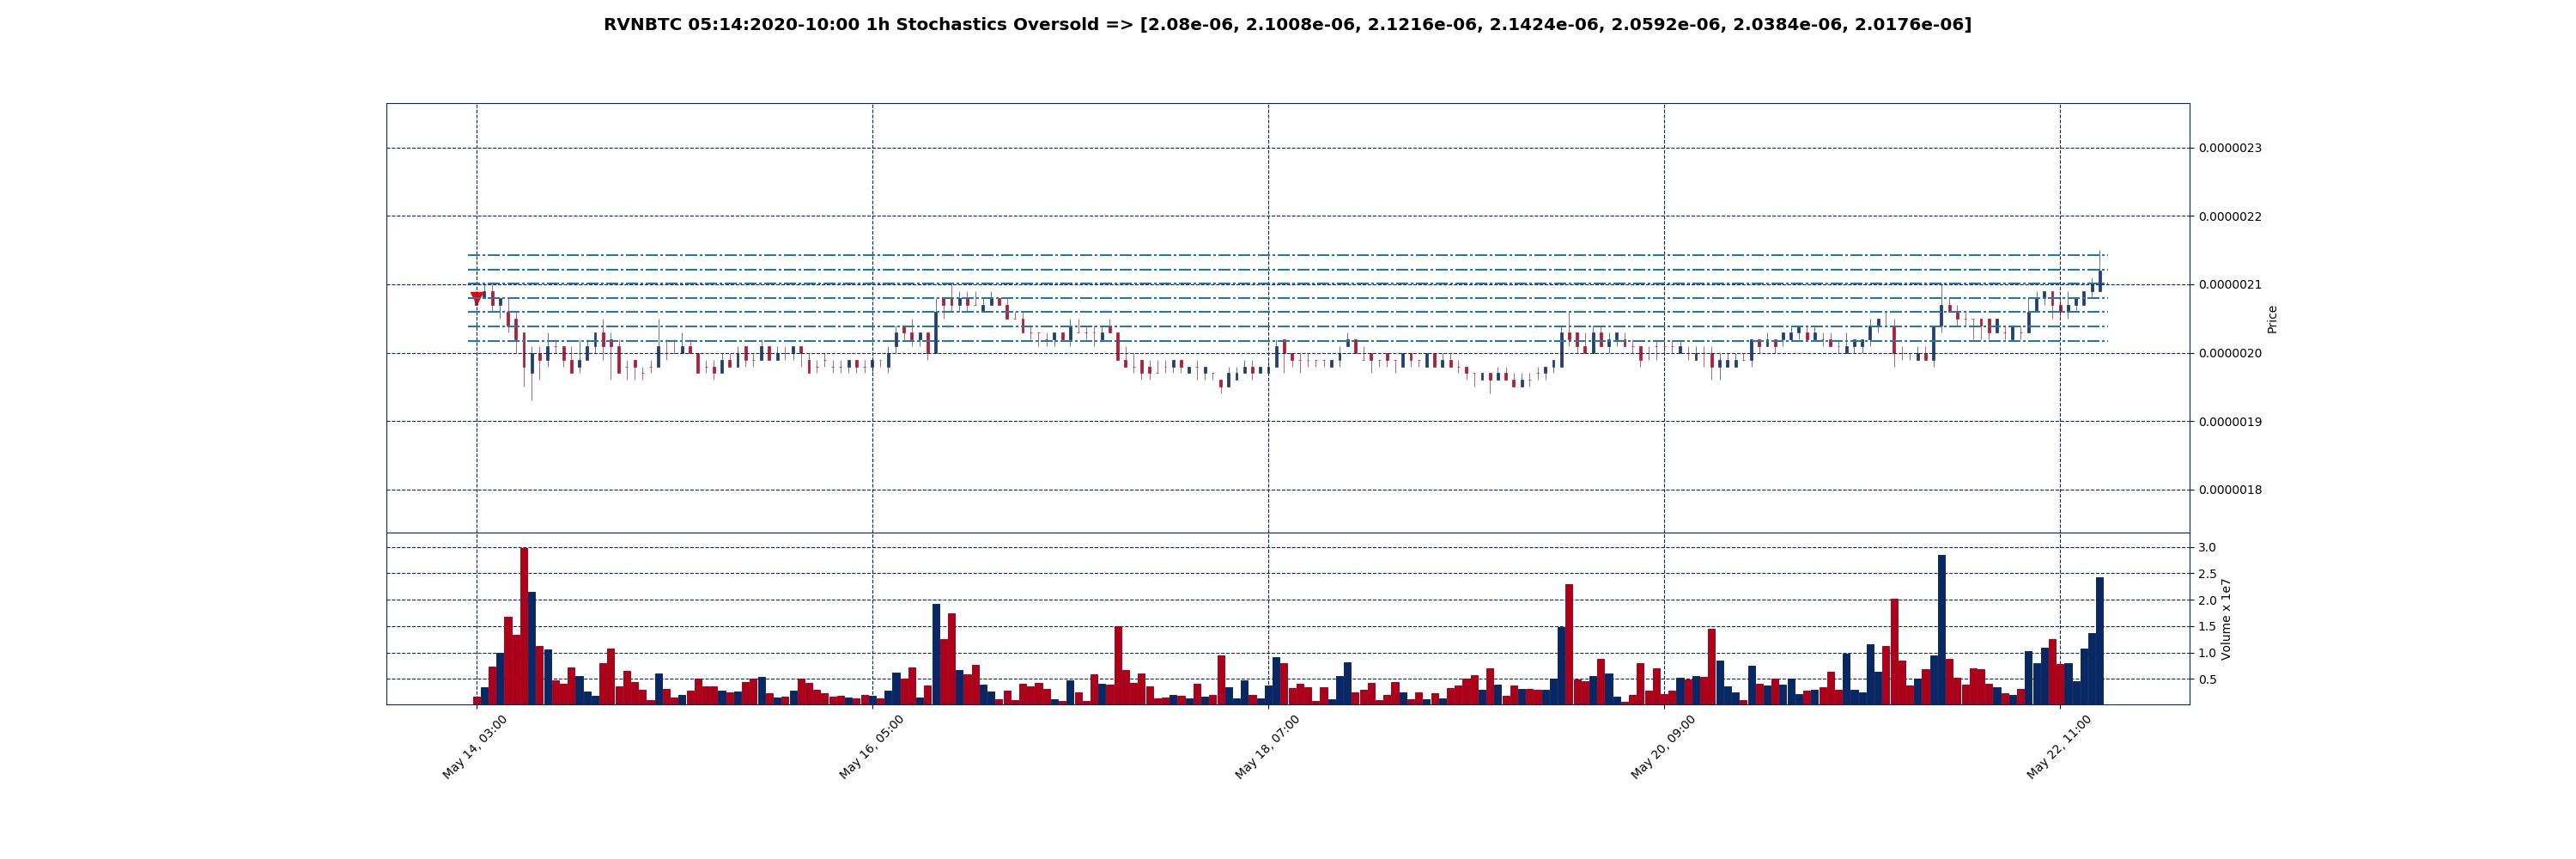 RVNBTC 05:14:2020-10:00 1h Stochastics Oversold => [2.08e-06, 2.1008e-06, 2.1216e-06, 2.1424e-06, 2.0592e-06, 2.0384e-06, 2.0176e-06]
0.0000023
0.0000022
0.0000021
0.0000020
0.0000019
0.0000018
Price
3.0
2.5
2.0
1.5
1.0
0.5
Volume x 1e7
May 14, 03:00
May 16, 05:00
May 18, 07:00
May 20, 09:00
May 22, 11:00